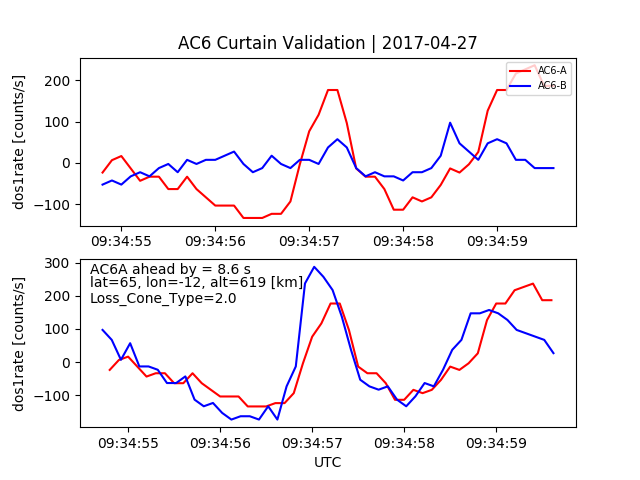 AC6 Curtain Validation | 2017-04-27
dos1rate [counts/s]
200
100
0
−100
AC6-A
AC6-B
09:34:55 09:34:56 09:34:57 09:34:58 09:34:59
dos1rate [counts/s]
300
200
100
0
−100
AC6A ahead by = 8.6 s
lat=65, lon=-12, alt=619 [km]
Loss_Cone_Type=2.0
09:34:55 09:34:56 09:34:57 09:34:58 09:34:59
UTC